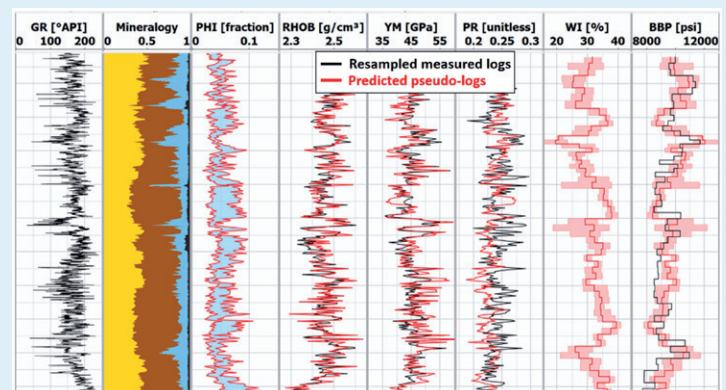 GR [°API] Mineralogy PHI [fraction] RHOB [g/cm³] YM [GPa] PR [unitless] WI [%] BBP [psi]
0 100 200 0 0.5 1 0 0.1 2.3 2.5 35 45 55 0.2 0.25 0.3 20 30 40 8000 12000
Resampled measured logs
Predicted pseudo-logs